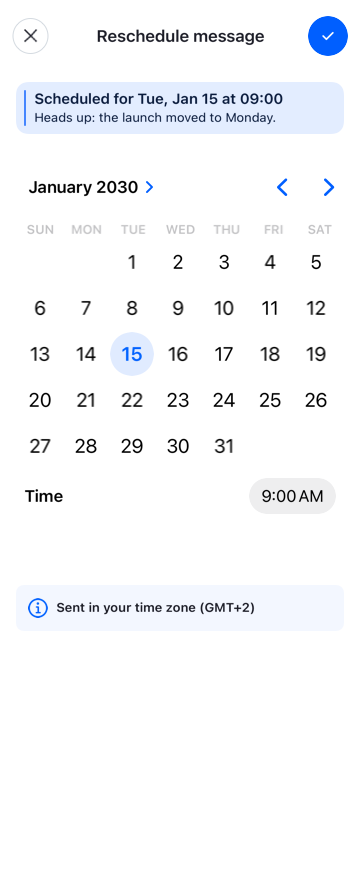 Reschedule message
Scheduled for Tue, Jan 15 at 09:00
Heads up: the launch moved to Monday.
January 2030
SUN MON TUE WED THU FRI SAT
1 2 3 4 5
6 7 8 9 10 11 12
13 14 15 16 17 18 19
20 21 22 23 24 25 26
27 28 29 30 31
Time 9:00 AM
Sent in your time zone (GMT+2)